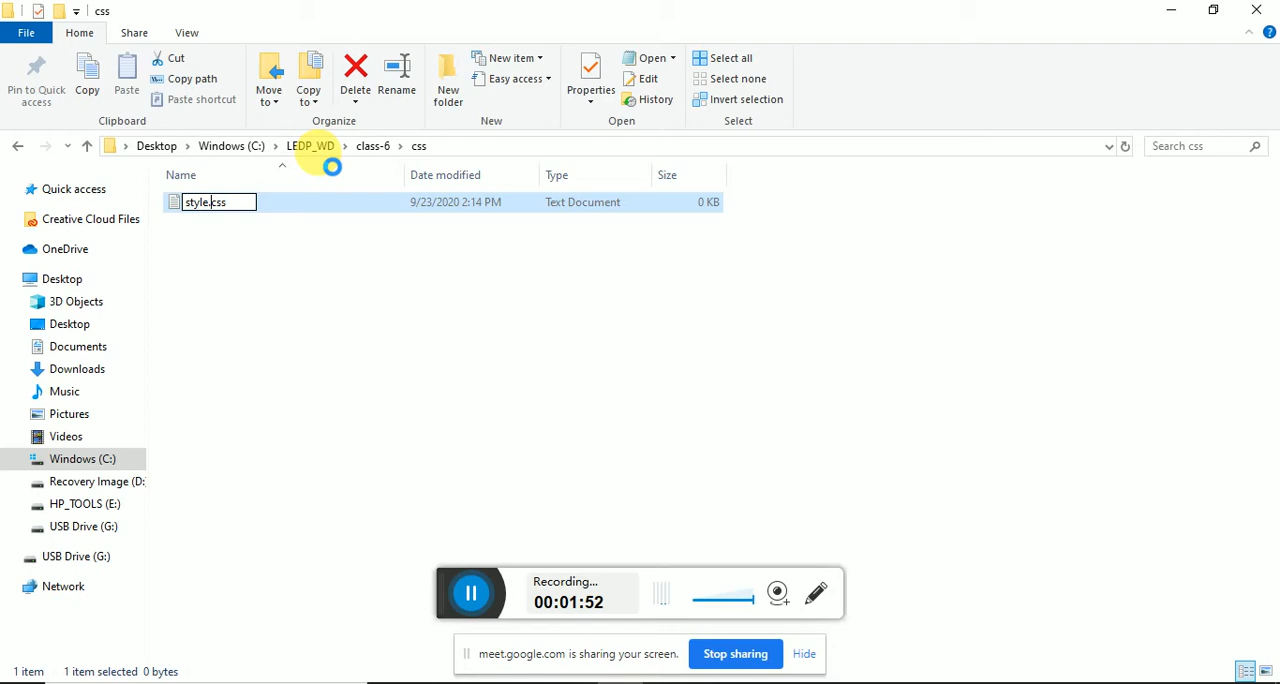 css
File Home Share View
Pin to Quick access
Copy
Paste
Cut
Copy path
Paste shortcut
Clipboard
Move to
Copy to
Delete
Rename
Organize
New folder
New item
Easy access
New
Properties
Open
Edit
History
Open
Select all
Select none
Invert selection
Select
Desktop > Windows (C:) > LEDP_WD > class-6 > css
Search css
Name Date modified Type Size
style.css 9/23/2020 2:14 PM Text Document 0 KB
Quick access
Creative Cloud Files
OneDrive
Desktop
3D Objects
Desktop
Documents
Downloads
Music
Pictures
Videos
Windows (C:)
Recovery Image (D:
HP_TOOLS (E:)
USB Drive (G:)
USB Drive (G:)
Network
Recording...
00:01:52
meet.google.com is sharing your screen. Stop sharing Hide
1 item 1 item selected 0 bytes